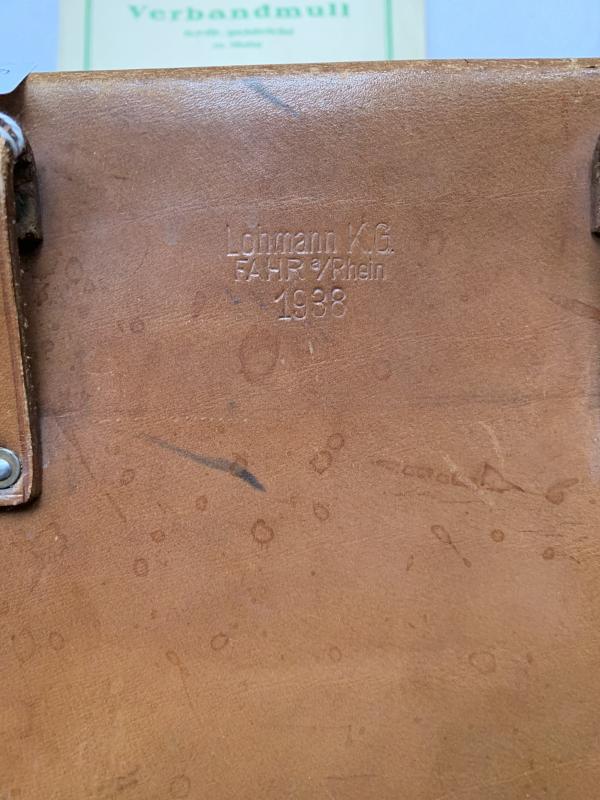 Verbandmull
Lohmann K.G.
FAHR a/Rhein
1938